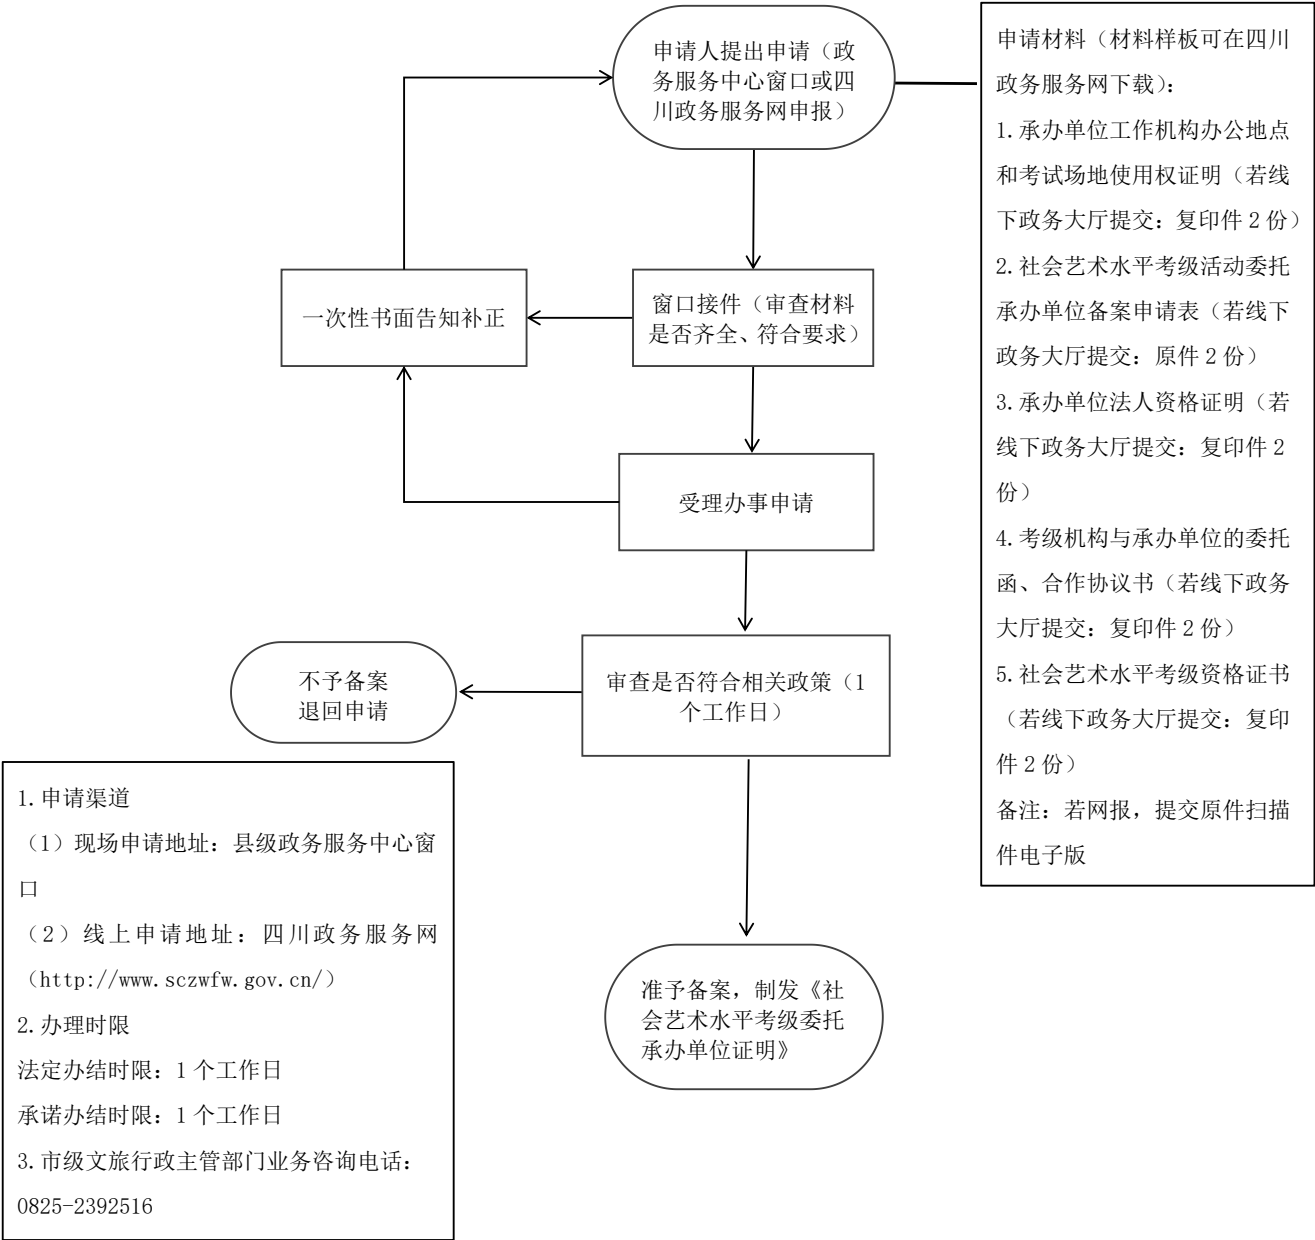 申请人提出申请（政
务服务中心窗口或四
川政务服务网申报）
申请材料（材料样板可在四川
政务服务网下载）：
1.承办单位工作机构办公地点
和考试场地使用权证明（若线
下政务大厅提交：复印件 2 份）
2.社会艺术水平考级活动委托
承办单位备案申请表（若线下
政务大厅提交：原件 2 份）
3.承办单位法人资格证明（若
线下政务大厅提交：复印件 2
份）
4.考级机构与承办单位的委托
函、合作协议书（若线下政务
大厅提交：复印件 2 份）
5.社会艺术水平考级资格证书
（若线下政务大厅提交：复印
件 2 份）
备注：若网报，提交原件扫描
件电子版
一次性书面告知补正
窗口接件（审查材料
是否齐全、符合要求）
受理办事申请
不予备案
退回申请
审查是否符合相关政策（1
个工作日）
准予备案，制发《社
会艺术水平考级委托
承办单位证明》
1.申请渠道
（1）现场申请地址：县级政务服务中心窗
口
（2）线上申请地址：四川政务服务网
（http://www.sczwfw.gov.cn/）
2.办理时限
法定办结时限：1 个工作日
承诺办结时限：1 个工作日
3.市级文旅行政主管部门业务咨询电话：
0825-2392516